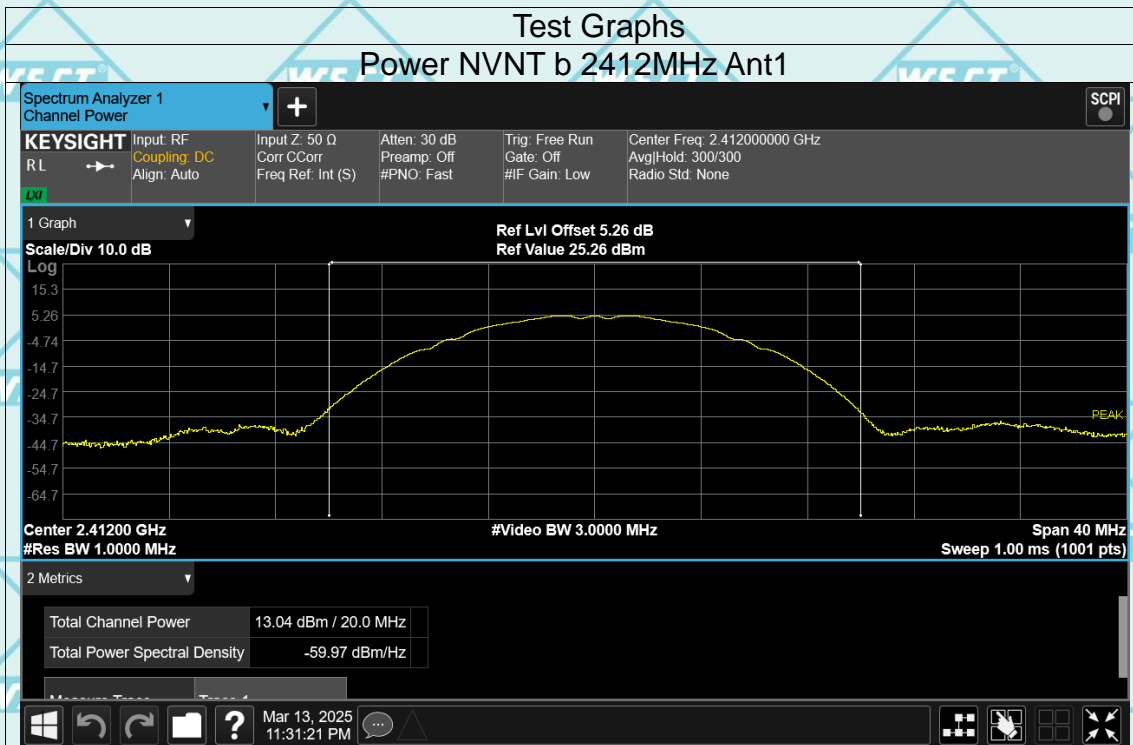 Test Graphs
Power NVNT b 2412MHz Ant1
Spectrum Analyzer 1
Channel Power
+
SCPI
KEYSIGHT Input: RF Input Z: 50 Ω Atten: 30 dB Trig: Free Run Center Freq: 2.412000000 GHz
RL Coupling: DC Corr CCorr Preamp: Off Gate: Off Avg|Hold: 300/300
Align: Auto Freq Ref: Int (S) #PNO: Fast #IF Gain: Low Radio Std: None
LXI
1 Graph
Ref Lvl Offset 5.26 dB
Scale/Div 10.0 dB Ref Value 25.26 dBm
Log
15.3
5.26
-4.74
-14.7
-24.7
-34.7
PEAK
-44.7
-54.7
-64.7
Center 2.41200 GHz #Video BW 3.0000 MHz Span 40 MHz
#Res BW 1.0000 MHz Sweep 1.00 ms (1001 pts)
2 Metrics
Total Channel Power 13.04 dBm / 20.0 MHz
Total Power Spectral Density -59.97 dBm/Hz
Measure Trace Trace 1
? Mar 13, 2025
11:31:21 PM